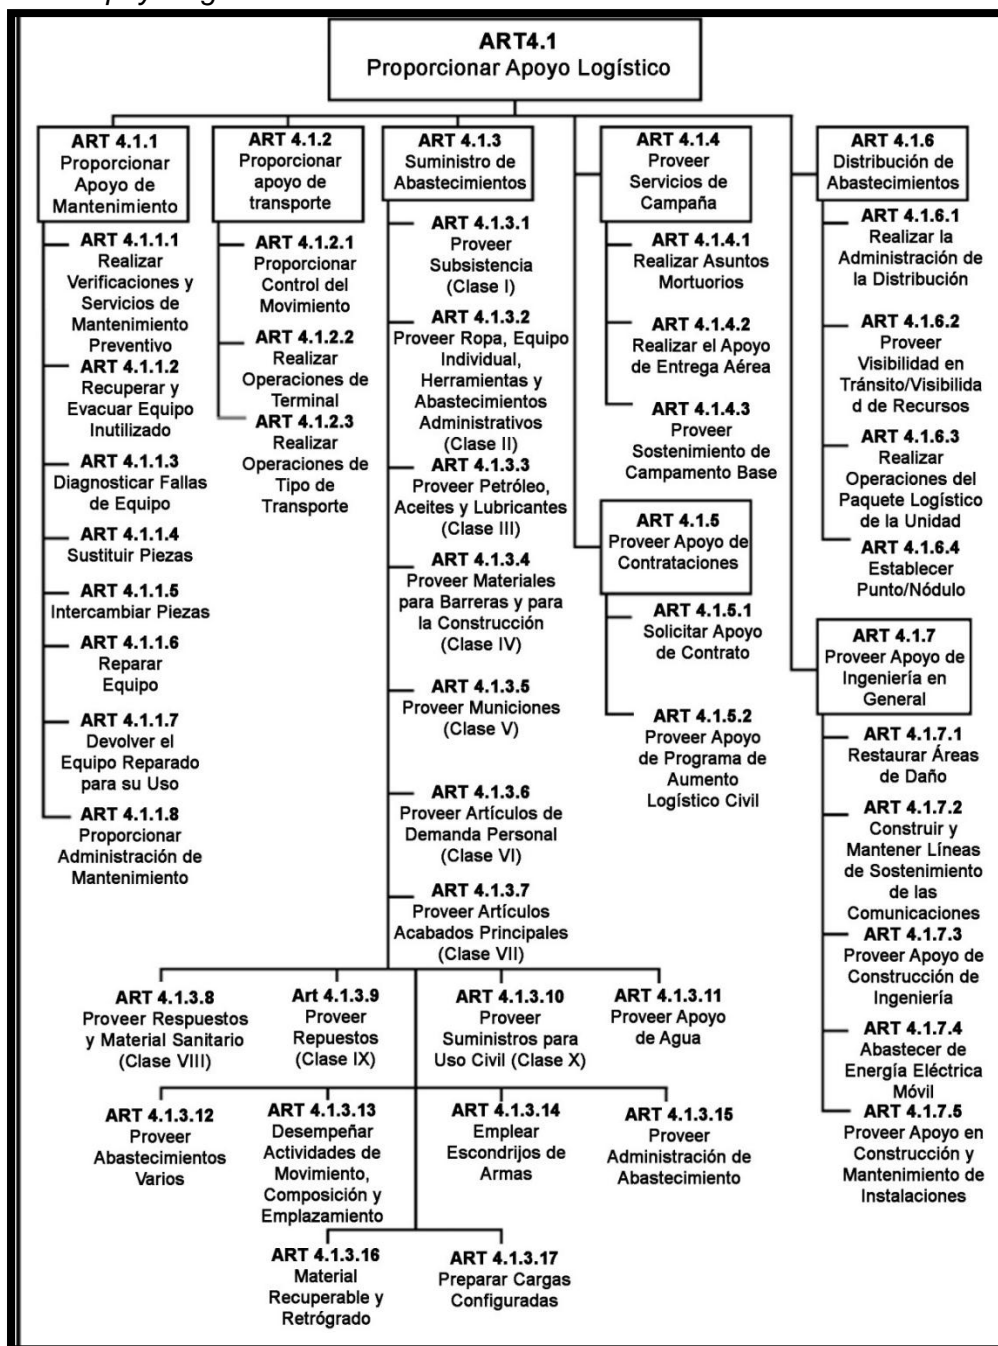 ART4.1
Proporcionar Apoyo Logístico
ART 4.1.1
Proporcionar
Apoyo de
Mantenimiento
ART 4.1.1.1
Realizar
Verificaciones y
Servicios de
Mantenimiento
Preventivo
ART 4.1.1.2
Recuperar y
Evacuar Equipo
Inutilizado
ART 4.1.1.3
Diagnosticar Fallas
de Equipo
ART 4.1.1.4
Sustituir Piezas
ART 4.1.1.5
Intercambiar Piezas
ART 4.1.1.6
Reparar
Equipo
ART 4.1.1.7
Devolver el
Equipo Reparado
para su Uso
ART 4.1.1.8
Proporcionar
Administración de
Mantenimiento
ART 4.1.2
Proporcionar
apoyo de
transporte
ART 4.1.2.1
Proporcionar
Control del
Movimiento
ART 4.1.2.2
Realizar
Operaciones de
Terminal
ART 4.1.2.3
Realizar
Operaciones de
Tipo de
Transporte
ART 4.1.3
Suministro de
Abastecimientos
ART 4.1.3.1
Proveer
Subsistencia
(Clase I)
ART 4.1.3.2
Proveer Ropa, Equipo
Individual,
Herramientas y
Abastecimientos
Administrativos
(Clase II)
ART 4.1.3.3
Proveer Petróleo,
Aceites y Lubricantes
(Clase III)
ART 4.1.3.4
Proveer Materiales
para Barreras y para
la Construcción
(Clase IV)
ART 4.1.3.5
Proveer Municiones
(Clase V)
ART 4.1.3.6
Proveer Artículos de
Demanda Personal
(Clase VI)
ART 4.1.3.7
Proveer Artículos
Acabados Principales
(Clase VII)
ART 4.1.3.8
Proveer Respuestos
y Material Sanitario
(Clase VIII)
Art 4.1.3.9
Proveer
Repuestos
(Clase IX)
ART 4.1.3.10
Proveer
Suministros para
Uso Civil (Clase X)
ART 4.1.3.11
Proveer Apoyo
de Agua
ART 4.1.3.12
Proveer
Abastecimientos
Varios
ART 4.1.3.13
Desempeñar
Actividades de
Movimiento,
Composición y
Emplazamiento
ART 4.1.3.14
Emplear
Escondrijos de
Armas
ART 4.1.3.15
Proveer
Administración de
Abastecimiento
ART 4.1.3.16
Material
Recuperable y
Retrógrado
ART 4.1.3.17
Preparar Cargas
Configuradas
ART 4.1.4
Proveer
Servicios de
Campaña
ART 4.1.4.1
Realizar Asuntos
Mortuorios
ART 4.1.4.2
Realizar el Apoyo
de Entrega Aérea
ART 4.1.4.3
Proveer
Sostenimiento de
Campamento Base
ART 4.1.5
Proveer Apoyo de
Contrataciones
ART 4.1.5.1
Solicitar Apoyo
de Contrato
ART 4.1.5.2
Proveer Apoyo
de Programa de
Aumento
Logístico Civil
ART 4.1.6
Distribución de
Abastecimientos
ART 4.1.6.1
Realizar la
Administración de
la Distribución
ART 4.1.6.2
Proveer
Visibilidad en
Tránsito/Visibilida
d de Recursos
ART 4.1.6.3
Realizar
Operaciones del
Paquete Logístico
de la Unidad
ART 4.1.6.4
Establecer
Punto/Nódulo
ART 4.1.7
Proveer Apoyo de
Ingeniería en
General
ART 4.1.7.1
Restaurar Áreas
de Daño
ART 4.1.7.2
Construir y
Mantener Líneas
de Sostenimiento
de las
Comunicaciones
ART 4.1.7.3
Proveer Apoyo de
Construcción de
Ingeniería
ART 4.1.7.4
Abastecer de
Energía Eléctrica
Móvil
ART 4.1.7.5
Proveer Apoyo en
Construcción y
Mantenimiento de
Instalaciones